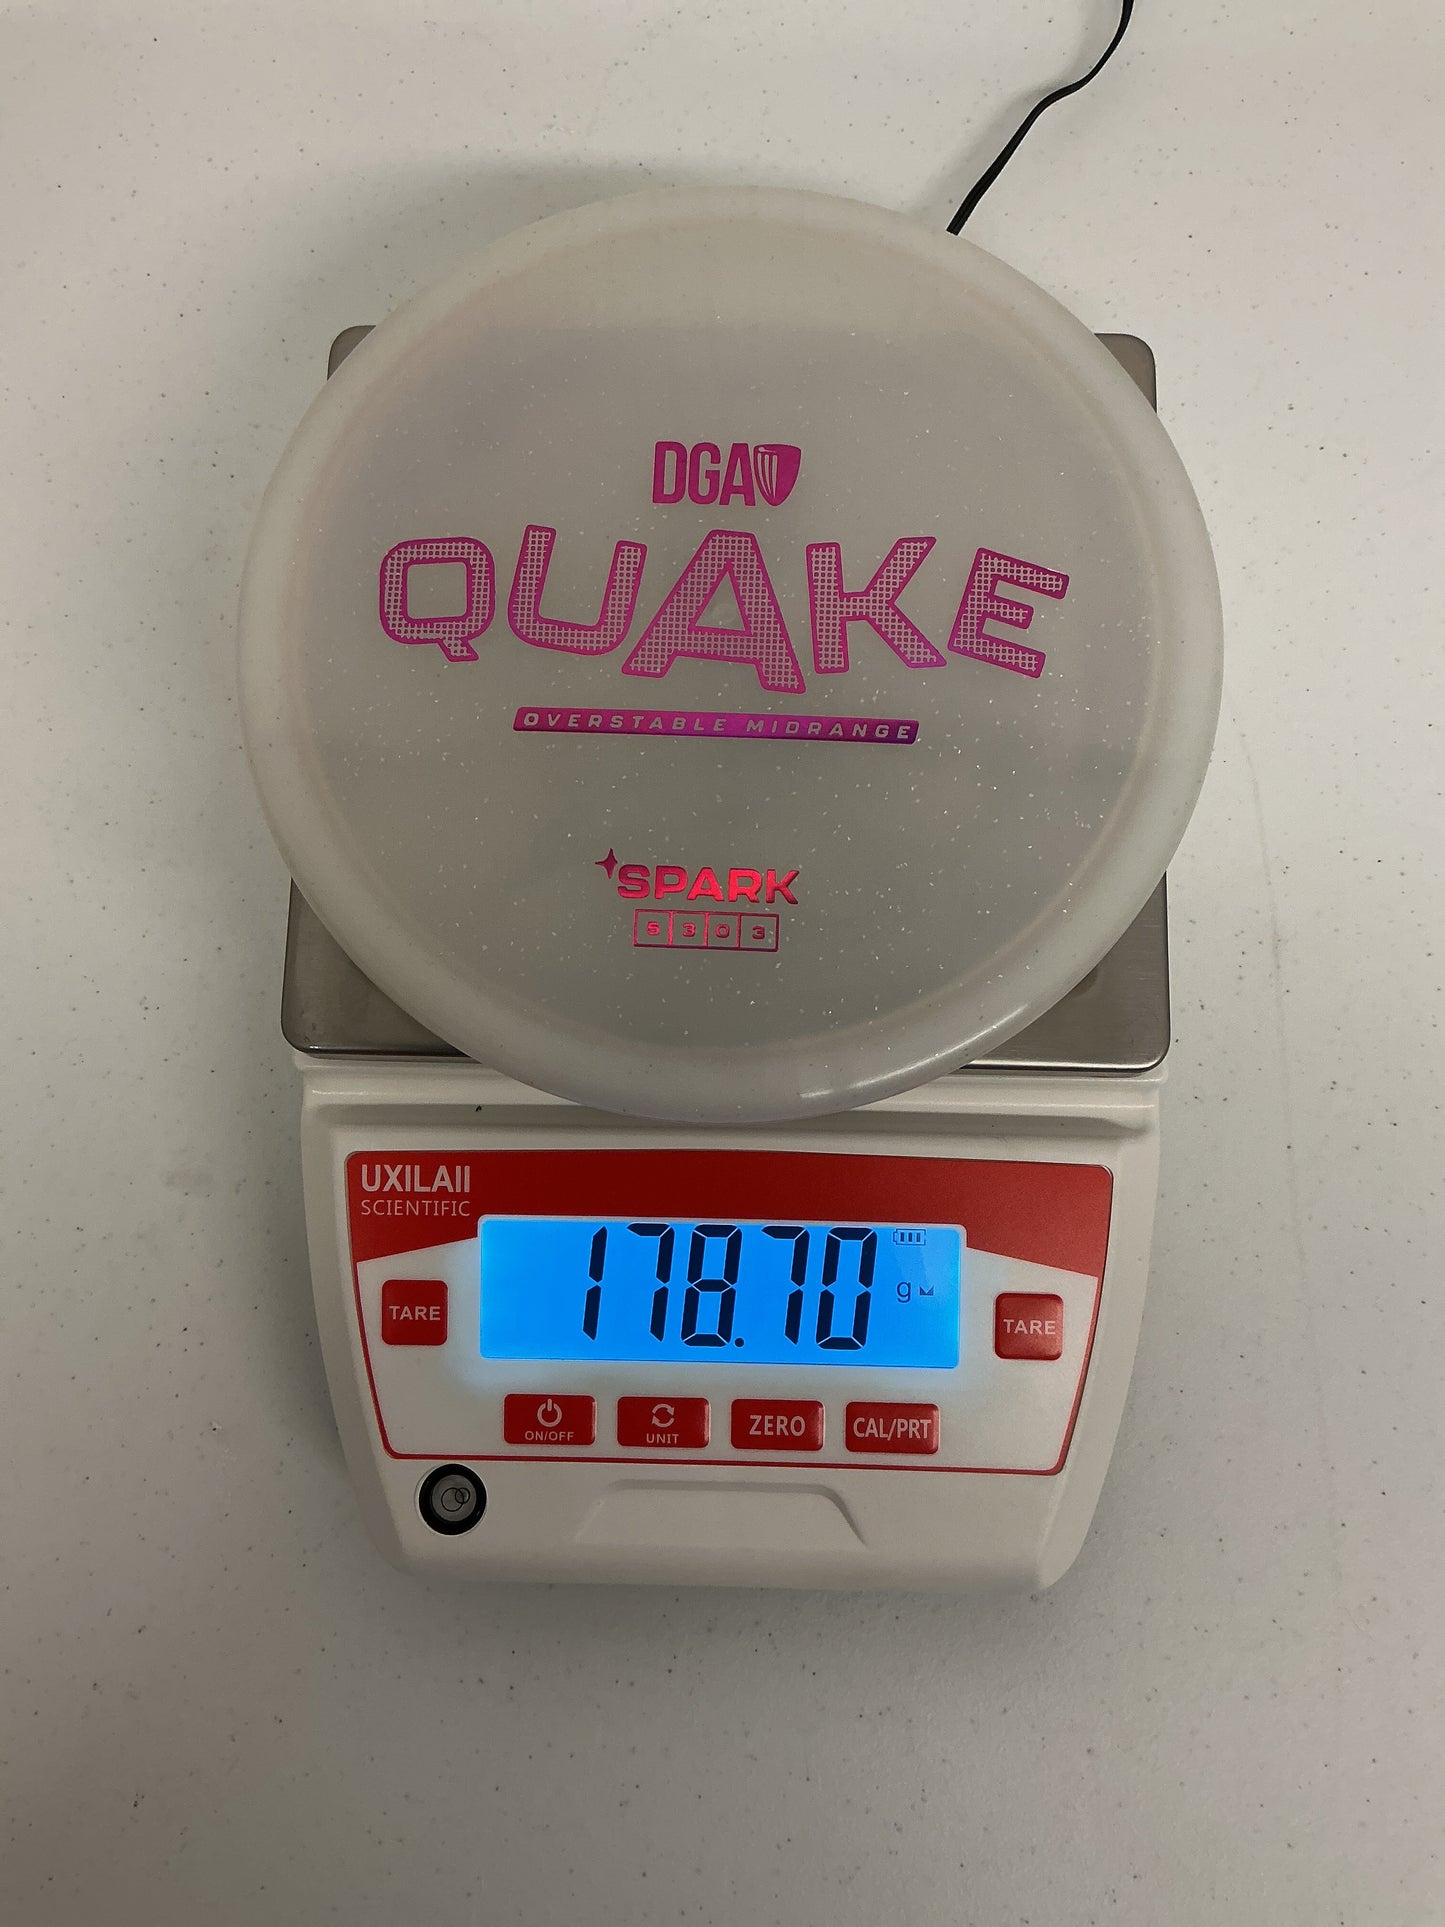 DGA
QUAKE
OVERSTABLE MIDRANGE
SPARK
5 3 0 3
UXILAII
SCIENTIFIC
178.70 g
TARE
TARE
ON/OFF
UNIT
ZERO
CAL/PRT